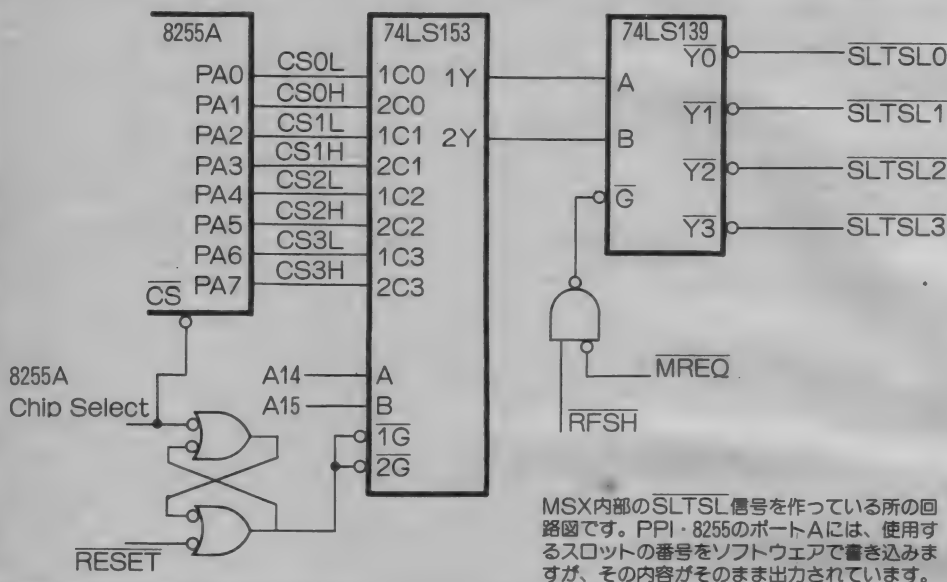 8255A
PA0
PA1
PA2
PA3
PA4
PA5
PA6
PA7
CS
CS0L
CS0H
CS1L
CS1H
CS2L
CS2H
CS3L
CS3H
74LS153
1C0
2C0
1C1
2C1
1C2
2C2
1C3
2C3
1Y
2Y
A
B
1G
2G
A14
A15
74LS139
A
B
G
Y0
Y1
Y2
Y3
SLTSL0
SLTSL1
SLTSL2
SLTSL3
MREQ
RFSH
8255A
Chip Select
RESET
MSX内部のSLTSL信号を作っている所の回
路図です。PPI・8255のポートAには、使用す
るスロットの番号をソフトウェアで書き込みま
すが、その内容がそのまま出力されています。